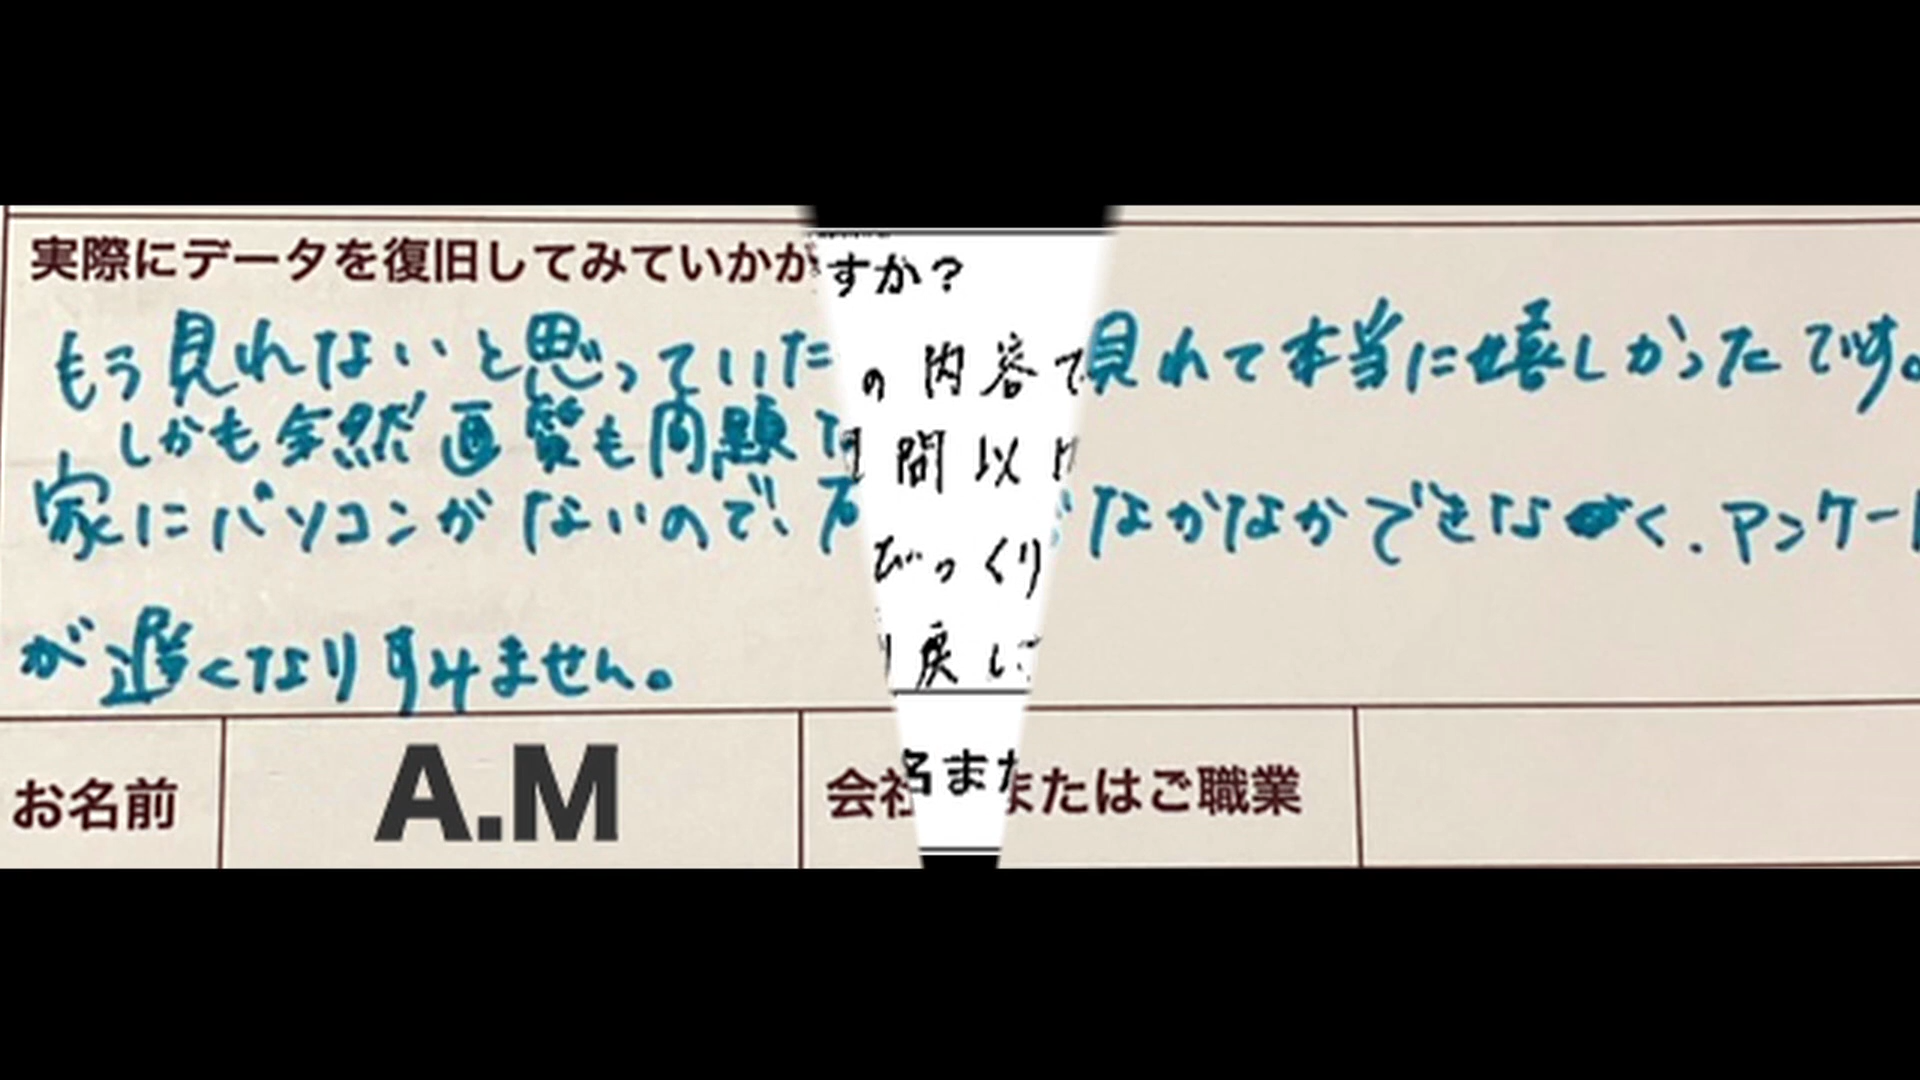 実際にデータを復旧してみていかが
すか？
もう見れないと思っていた
の内容で
見れて本当に嬉しかったです。
しかも全然画質も問題
間以
家にパソコンがないので、
なかなかできなく、アンケート
びっくり
が遅くなりすみません。
戻し
お名前
A.M
会社
名また
またはご職業